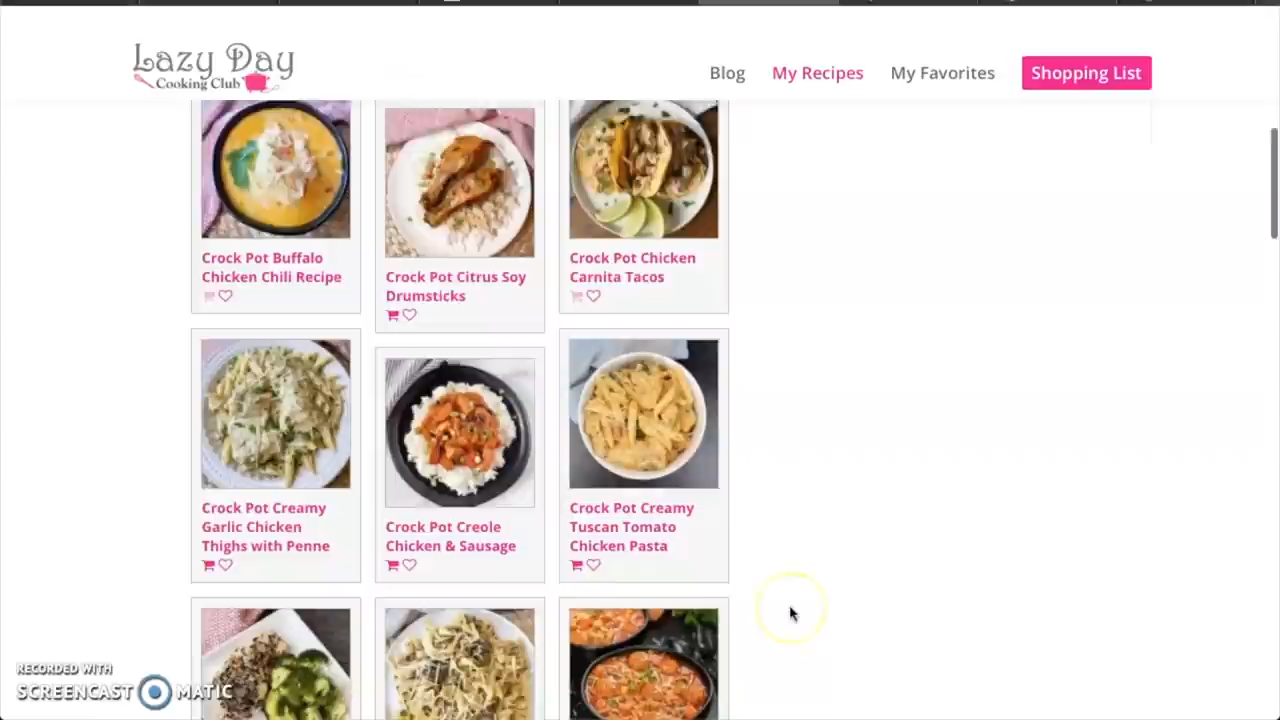 Lazy Day
Cooking Club
Blog
My Recipes
My Favorites
Shopping List
Crock Pot Buffalo
Chicken Chili Recipe
Crock Pot Citrus Soy
Drumsticks
Crock Pot Chicken
Carnita Tacos
Crock Pot Creamy
Garlic Chicken
Thighs with Penne
Crock Pot Creole
Chicken & Sausage
Crock Pot Creamy
Tuscan Tomato
Chicken Pasta
RECORDED WITH
SCREENCAST MATIC